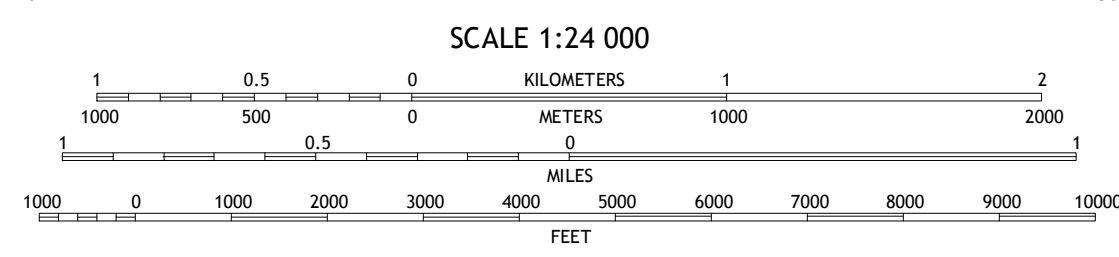 SCALE 1:24 000
1 0.5 0 KILOMETERS 1 2
1000 500 0 METERS 1000 2000
1 0.5 0 1
MILES
1000 0 1000 2000 3000 4000 5000 6000 7000 8000 9000 10000
FEET